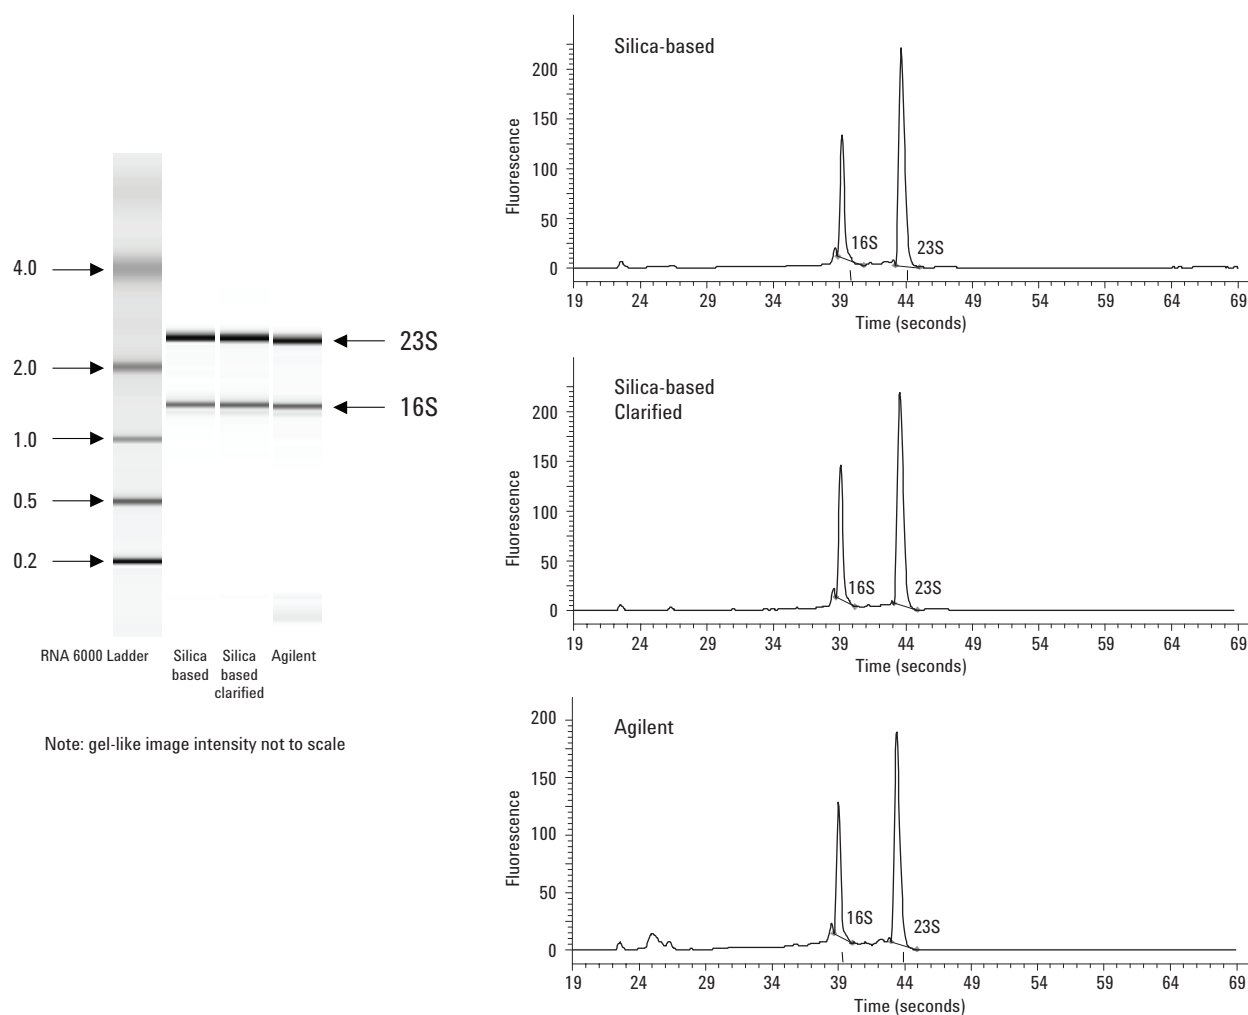 4.0
2.0
1.0
0.5
0.2
23S
16S
RNA 6000 Ladder
Silica
based
Silica
based
clarified
Agilent
Note: gel-like image intensity not to scale
Silica-based
Fluorescence
200
150
100
50
0
16S
23S
19 24 29 34 39 44 49 54 59 64 69
Time (seconds)
Silica-based
Clarified
Fluorescence
200
150
100
50
0
16S
23S
19 24 29 34 39 44 49 54 59 64 69
Time (seconds)
Agilent
Fluorescence
200
150
100
50
0
16S
23S
19 24 29 34 39 44 49 54 59 64 69
Time (seconds)